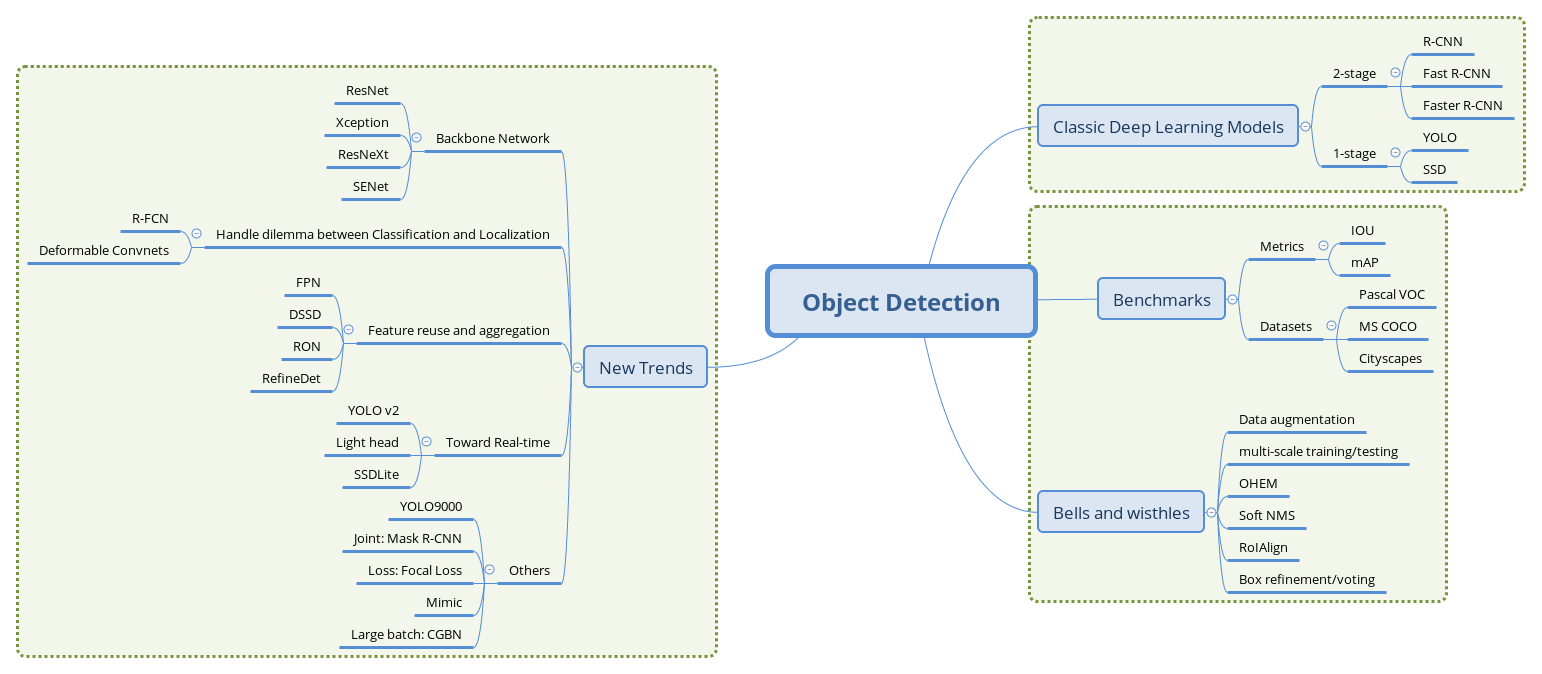 Object Detection
Classic Deep Learning Models
2-stage
R-CNN
Fast R-CNN
Faster R-CNN
1-stage
YOLO
SSD
Benchmarks
Metrics
IOU
mAP
Datasets
Pascal VOC
MS COCO
Cityscapes
Bells and wisthles
Data augmentation
multi-scale training/testing
OHEM
Soft NMS
RoIAlign
Box refinement/voting
New Trends
Backbone Network
ResNet
Xception
ResNeXt
SENet
Handle dilemma between Classification and Localization
R-FCN
Deformable Convnets
Feature reuse and aggregation
FPN
DSSD
RON
RefineDet
Toward Real-time
YOLO v2
Light head
SSDLite
Others
YOLO9000
Joint: Mask R-CNN
Loss: Focal Loss
Mimic
Large batch: CGBN